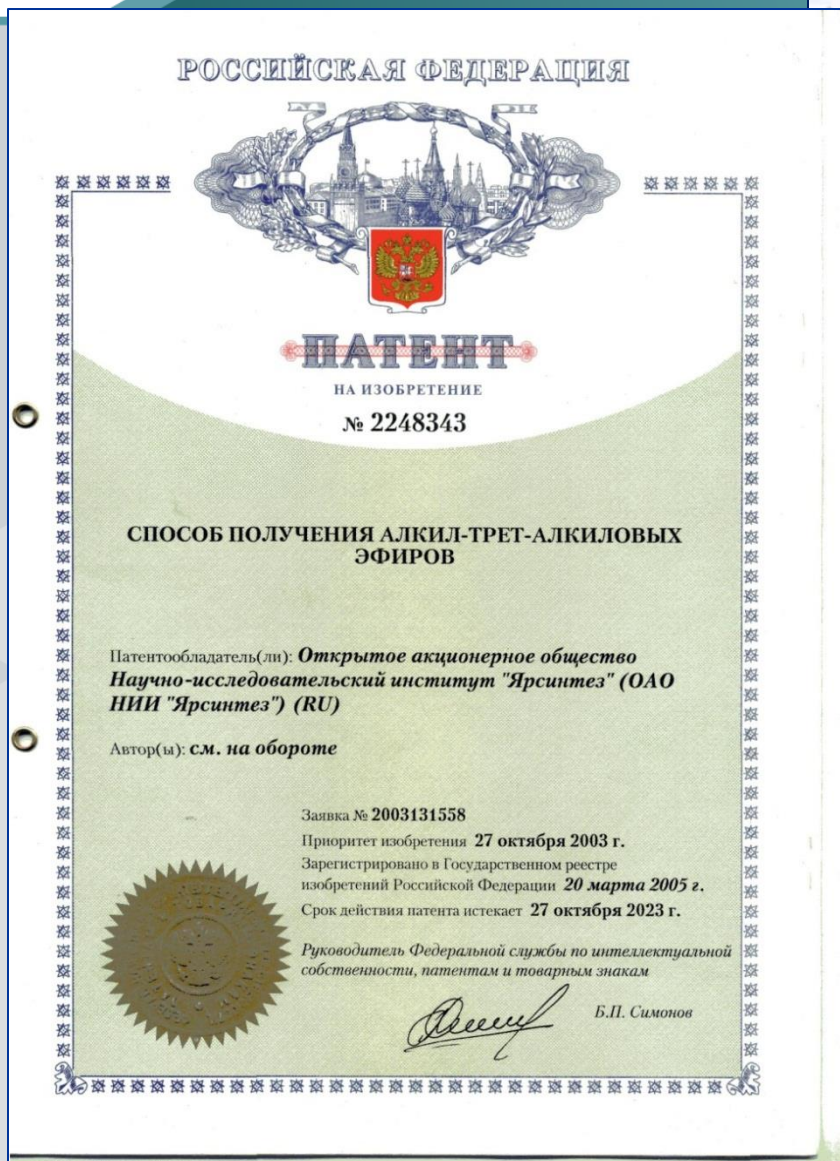 РОССИЙСКАЯ ФЕДЕРАЦИЯ
ПАТЕНТ
НА ИЗОБРЕТЕНИЕ
№ 2248343
СПОСОБ ПОЛУЧЕНИЯ АЛКИЛ-ТРЕТ-АЛКИЛОВЫХ
ЭФИРОВ
Патентообладатель(ли): Открытое акционерное общество
Научно-исследовательский институт "Ярсинтез" (ОАО
НИИ "Ярсинтез") (RU)
Автор(ы): см. на обороте
Заявка № 2003131558
Приоритет изобретения 27 октября 2003 г.
Зарегистрировано в Государственном реестре
изобретений Российской Федерации 20 марта 2005 г.
Срок действия патента истекает 27 октября 2023 г.
Руководитель Федеральной службы по интеллектуальной
собственности, патентам и товарным знакам
Б.П. Симонов